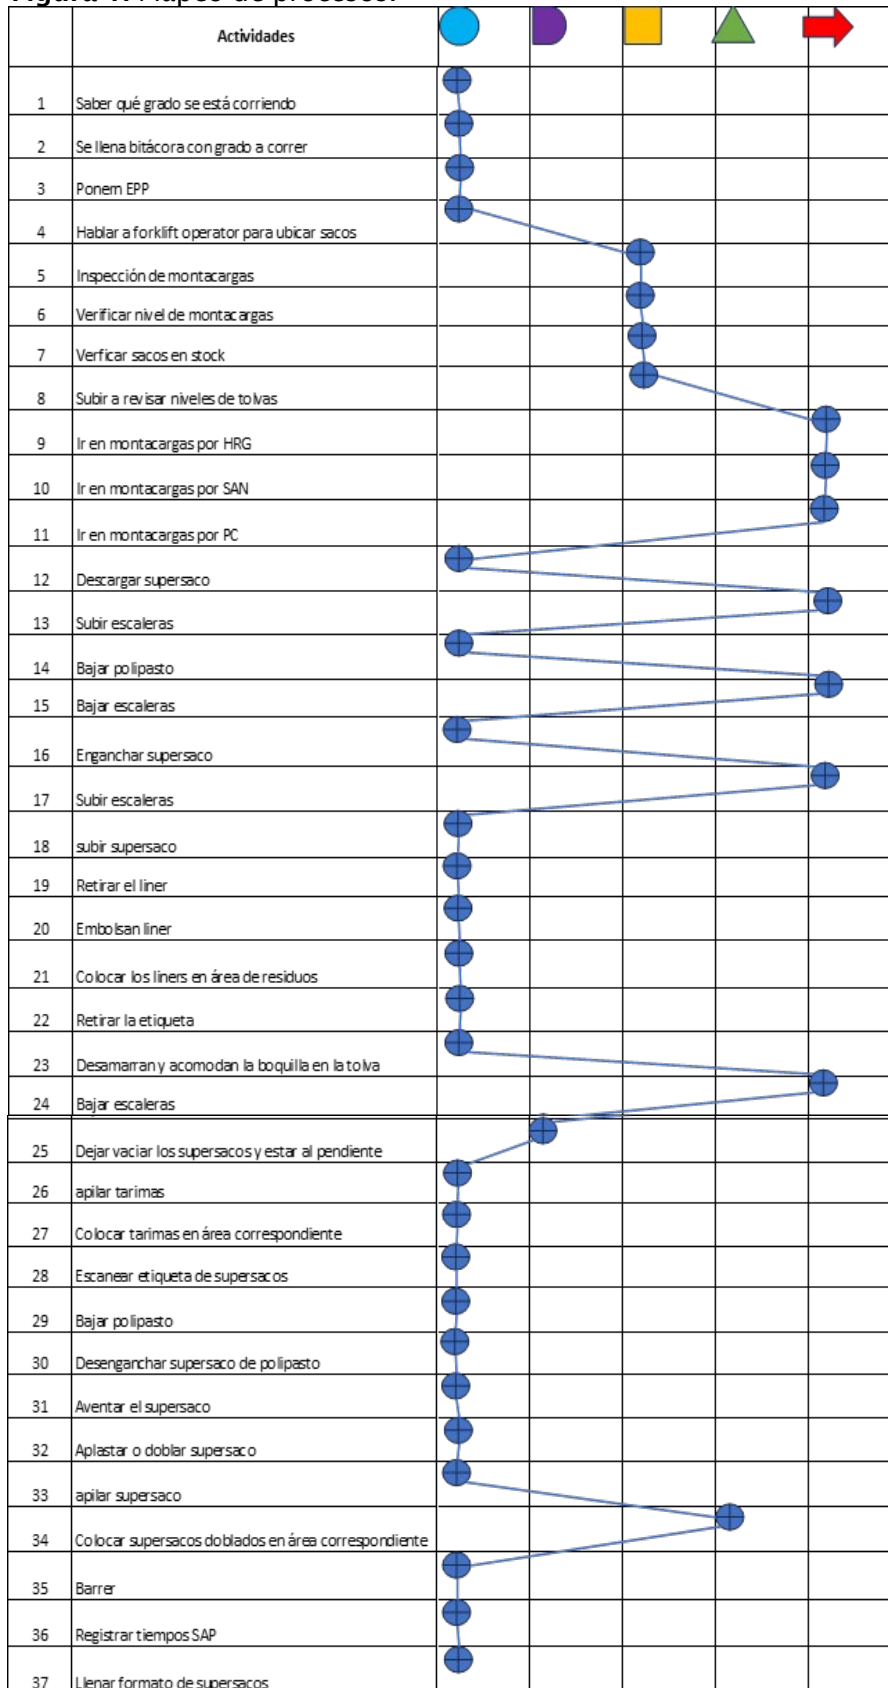 Actividades
1 Saber qué grado se está corriendo
2 Se llena bitácora con grado a correr
3 Ponern EPP
4 Hablar a forklift operator para ubicar sacos
5 Inspección de montacargas
6 Verificar nivel de montacargas
7 Verficar sacos en stock
8 Subir a revisar niveles de tolvas
9 Ir en montacargas por HRG
10 Ir en montacargas por SAN
11 Ir en montacargas por PC
12 Descargar supersaco
13 Subir escaleras
14 Bajar polipasto
15 Bajar escaleras
16 Enganchar supersaco
17 Subir escaleras
18 subir supersaco
19 Retirar el liner
20 Embolsan liner
21 Colocar los liners en área de residuos
22 Retirar la etiqueta
23 Desamarran y acomodan la boquilla en la tolva
24 Bajar escaleras
25 Dejar vaciar los supersacos y estar al pendiente
26 apilar tarimas
27 Colocar tarimas en área correspondiente
28 Escanear etiqueta de supersacos
29 Bajar polipasto
30 Desenganchar supersaco de polipasto
31 Aventar el supersaco
32 Aplastar o doblar supersaco
33 apilar supersaco
34 Colocar supersacos doblados en área correspondiente
35 Barrer
36 Registrar tiempos SAP
37 Llenar formato de supersacos